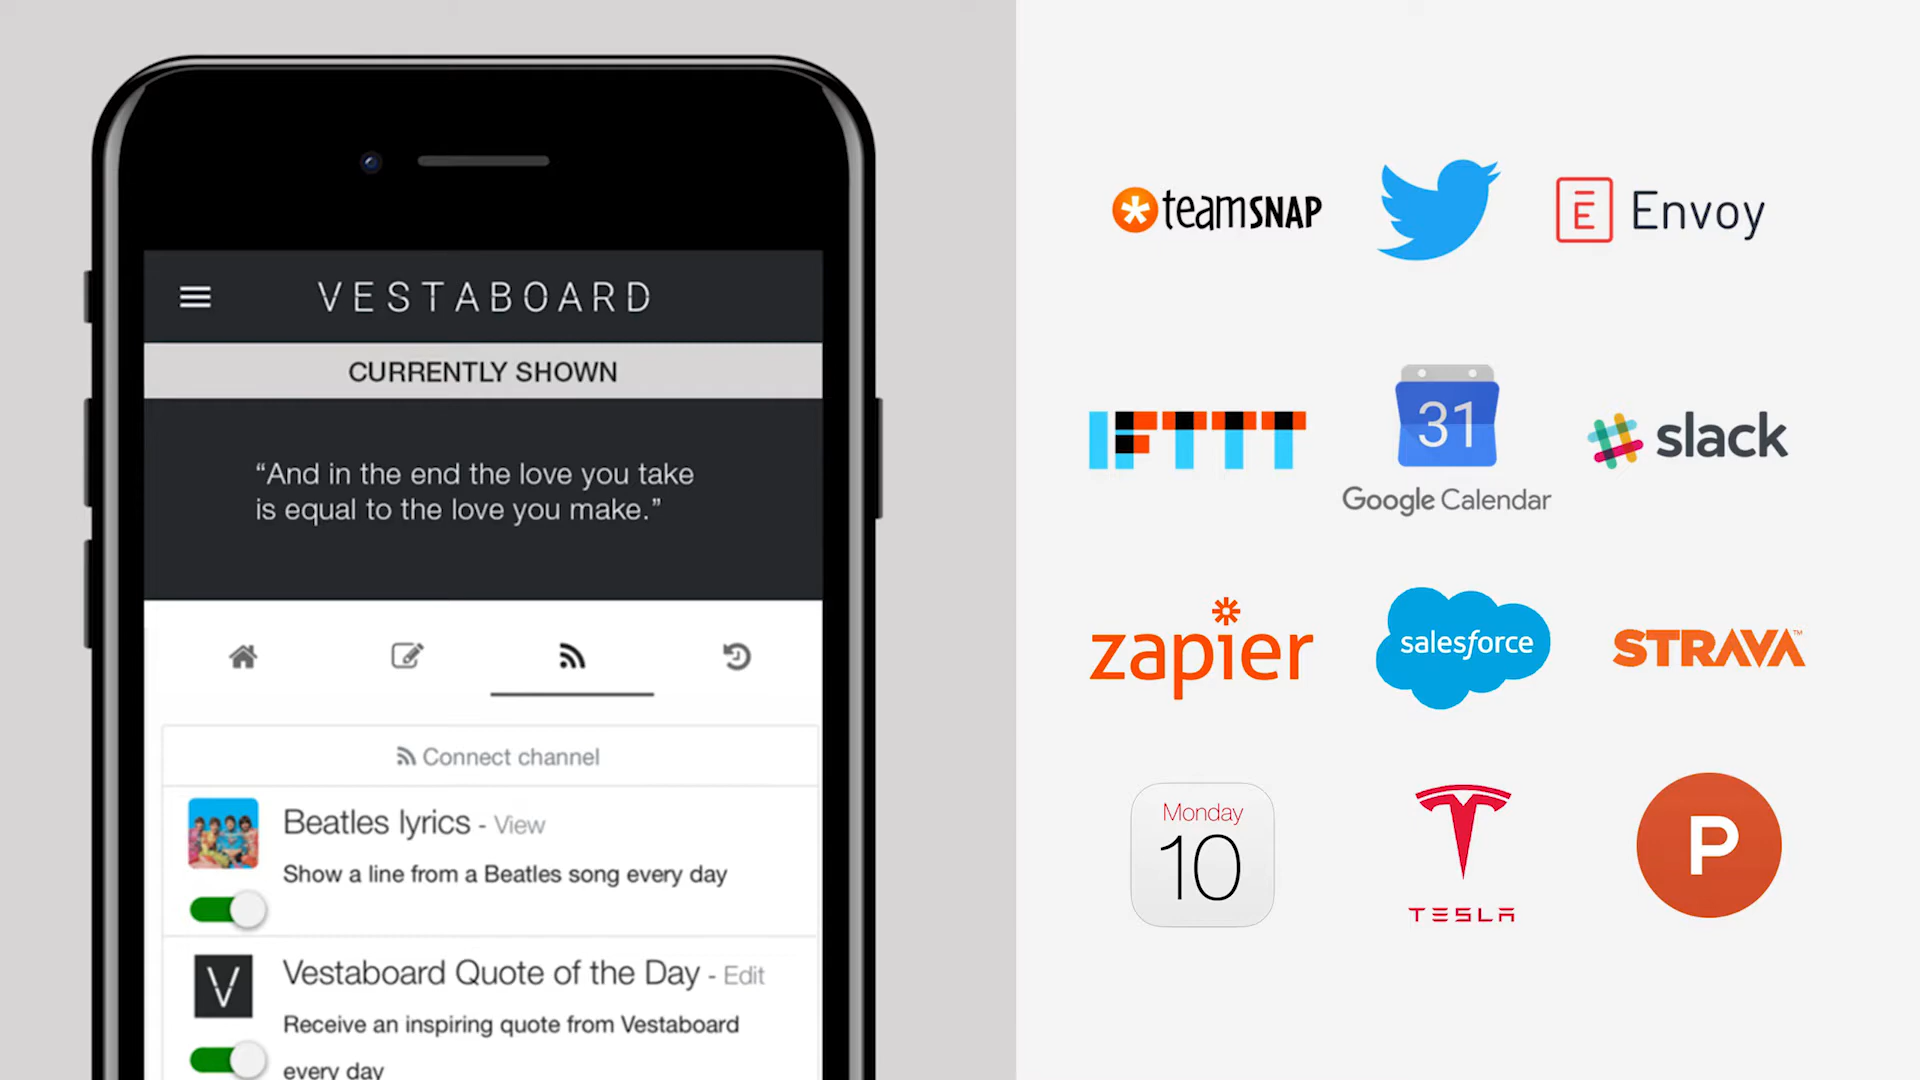 VESTABOARD
CURRENTLY SHOWN
“And in the end the love you take
is equal to the love you make.”
Connect channel
Beatles lyrics - View
Show a line from a Beatles song every day
V
Vestaboard Quote of the Day - Edit
Receive an inspiring quote from Vestaboard
every day
teamSNAP
E Envoy
IFTTT
31
Google Calendar
slack
zapier
salesforce
STRAVA™
Monday
10
TESLA
P